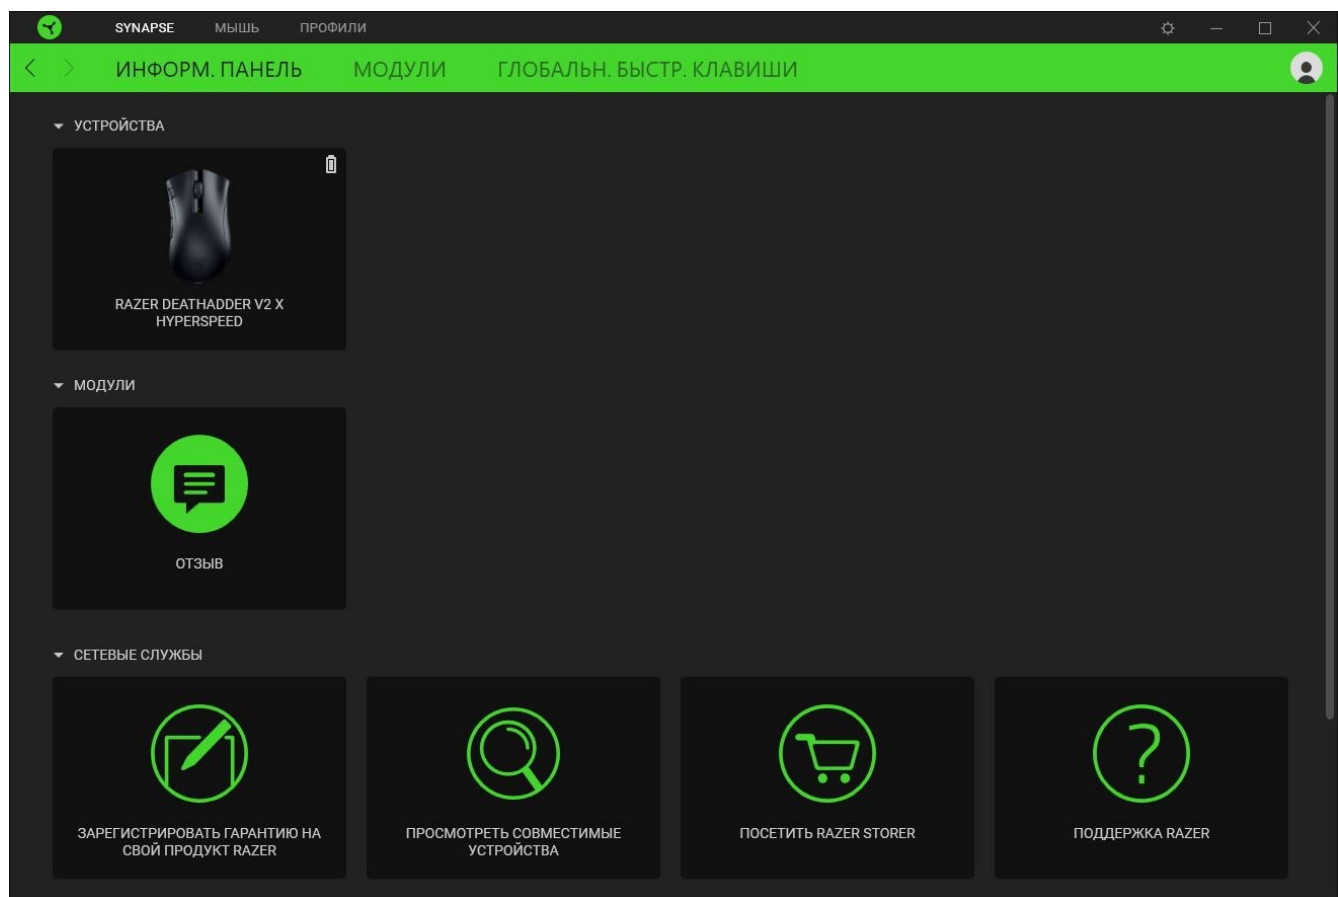 SYNAPSE МЫШЬ ПРОФИЛИ
ИНФОРМ. ПАНЕЛЬ МОДУЛИ ГЛОБАЛЬН. БЫСТР. КЛАВИШИ
УСТРОЙСТВА
RAZER DEATHADDER V2 X
HYPERSPEED
МОДУЛИ
ОТЗЫВ
СЕТЕВЫЕ СЛУЖБЫ
ЗАРЕГИСТРИРОВАТЬ ГАРАНТИЮ НА
СВОЙ ПРОДУКТ RAZER
ПРОСМОТРЕТЬ СОВМЕСТИМЫЕ
УСТРОЙСТВА
ПОСЕТИТЬ RAZER STORER
ПОДДЕРЖКА RAZER